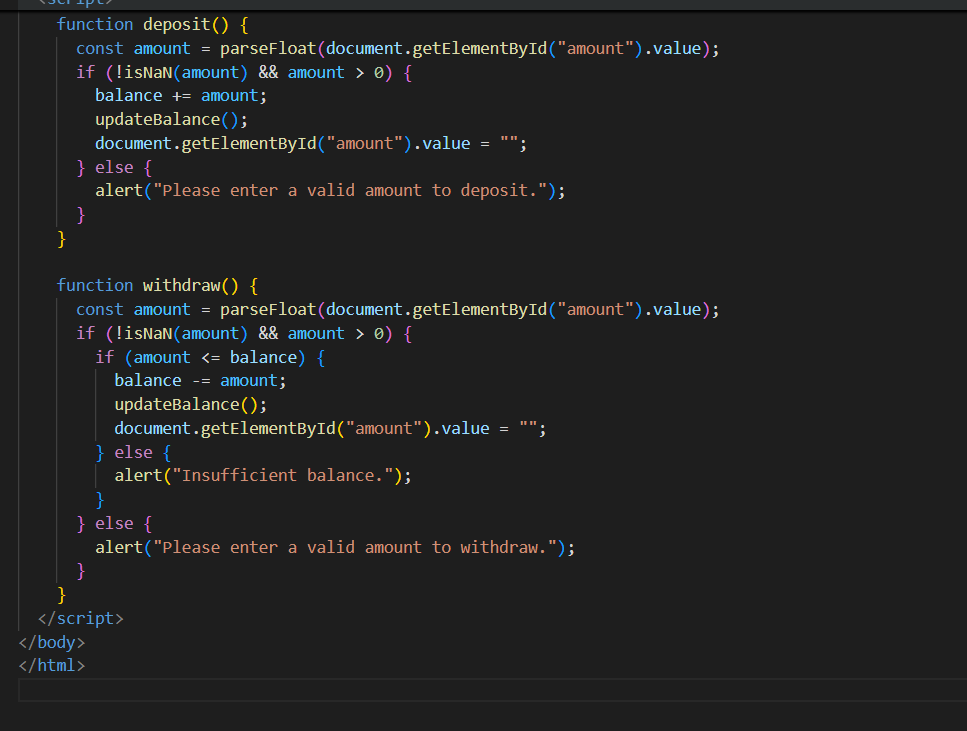 <script>
function deposit() {
const amount = parseFloat(document.getElementById("amount").value);
if (!isNaN(amount) && amount > 0) {
balance += amount;
updateBalance();
document.getElementById("amount").value = "";
} else {
alert("Please enter a valid amount to deposit.");
}
}
function withdraw() {
const amount = parseFloat(document.getElementById("amount").value);
if (!isNaN(amount) && amount > 0) {
if (amount <= balance) {
balance -= amount;
updateBalance();
document.getElementById("amount").value = "";
} else {
alert("Insufficient balance.");
}
} else {
alert("Please enter a valid amount to withdraw.");
}
}
</script>
</body>
</html>